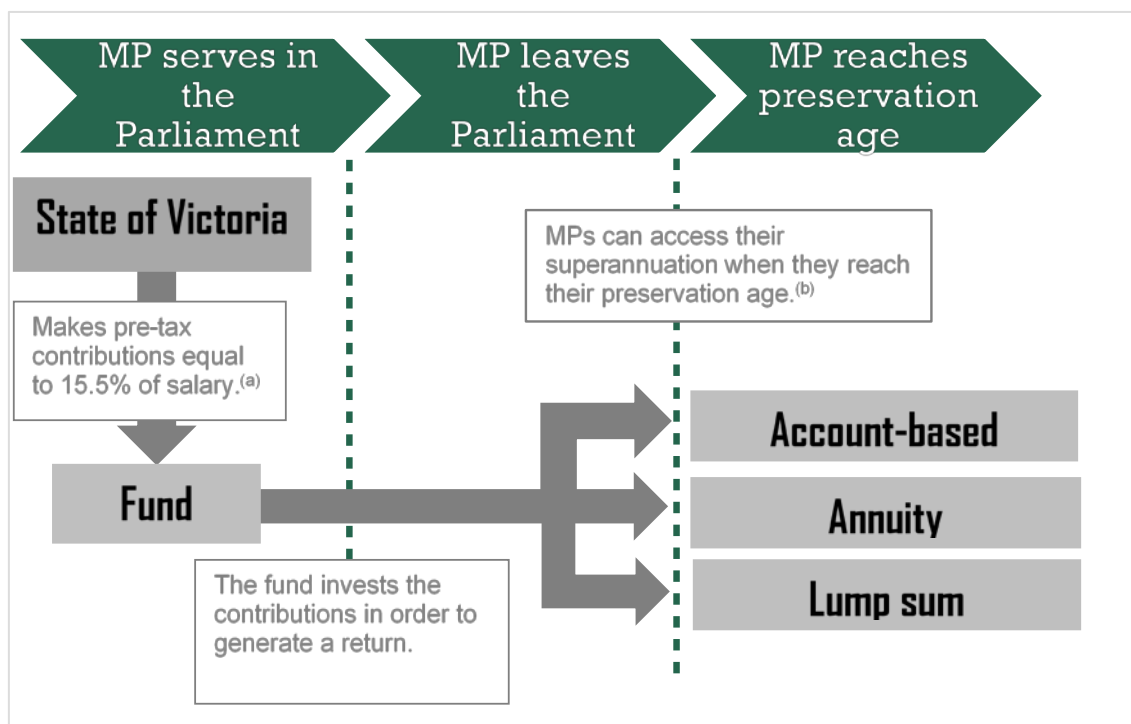 MP serves in
the
Parliament
MP leaves
the
Parliament
MP reaches
preservation
age
State of Victoria
MPs can access their
superannuation when they reach
their preservation age.(b)
Makes pre-tax
contributions equal
to 15.5% of salary.(a)
Account-based
Fund
Annuity
The fund invests the
contributions in order to
generate a return.
Lump sum